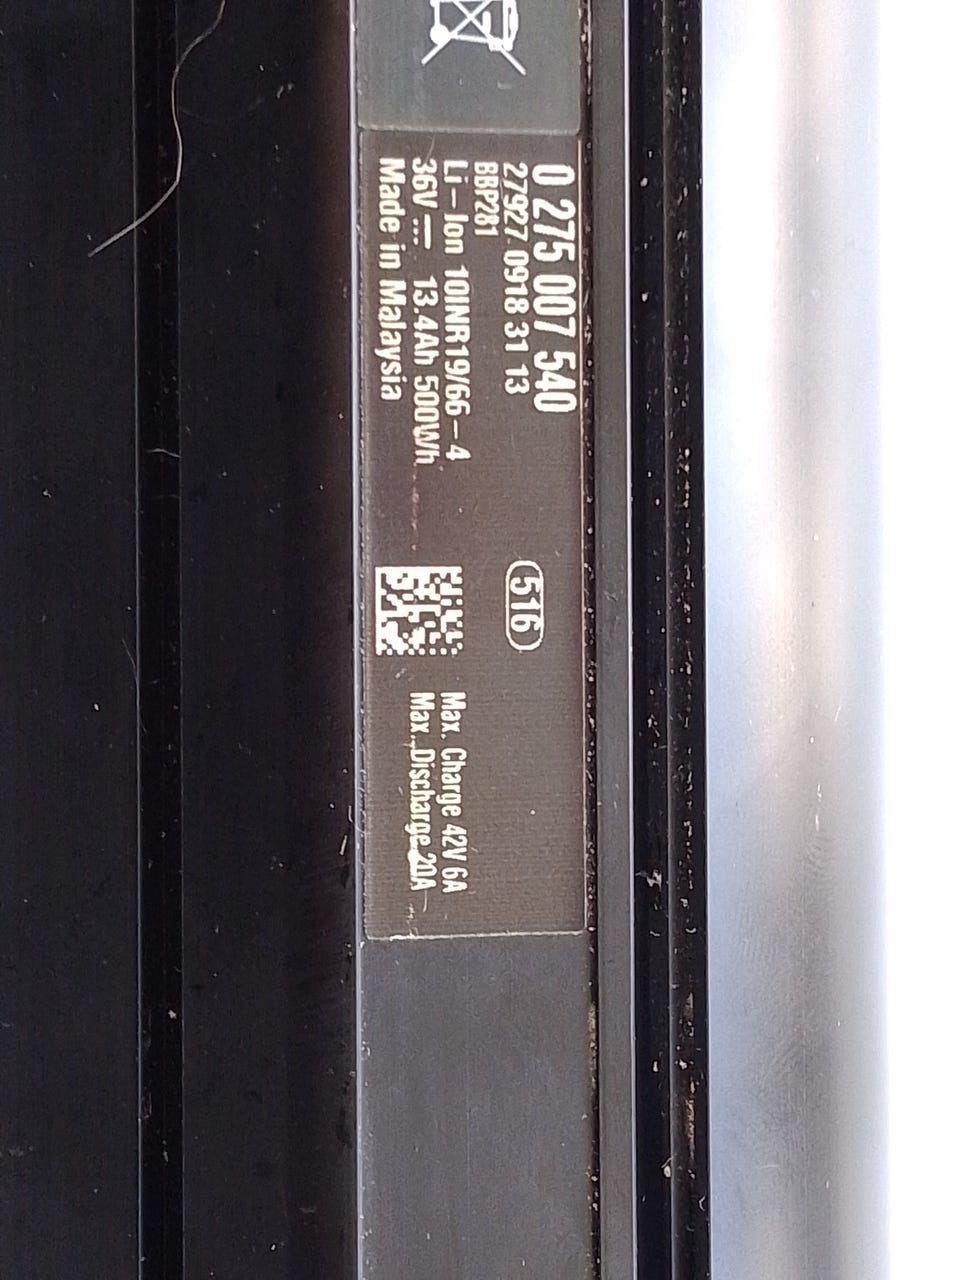 0 275 007 540
27927 0918 31 13
BBP281
Li-Ion 10INR19/66-4
36V 13.4Ah 500Wh
Made in Malaysia
516
Max. Charge 42V 6A
Max. Discharge 20A